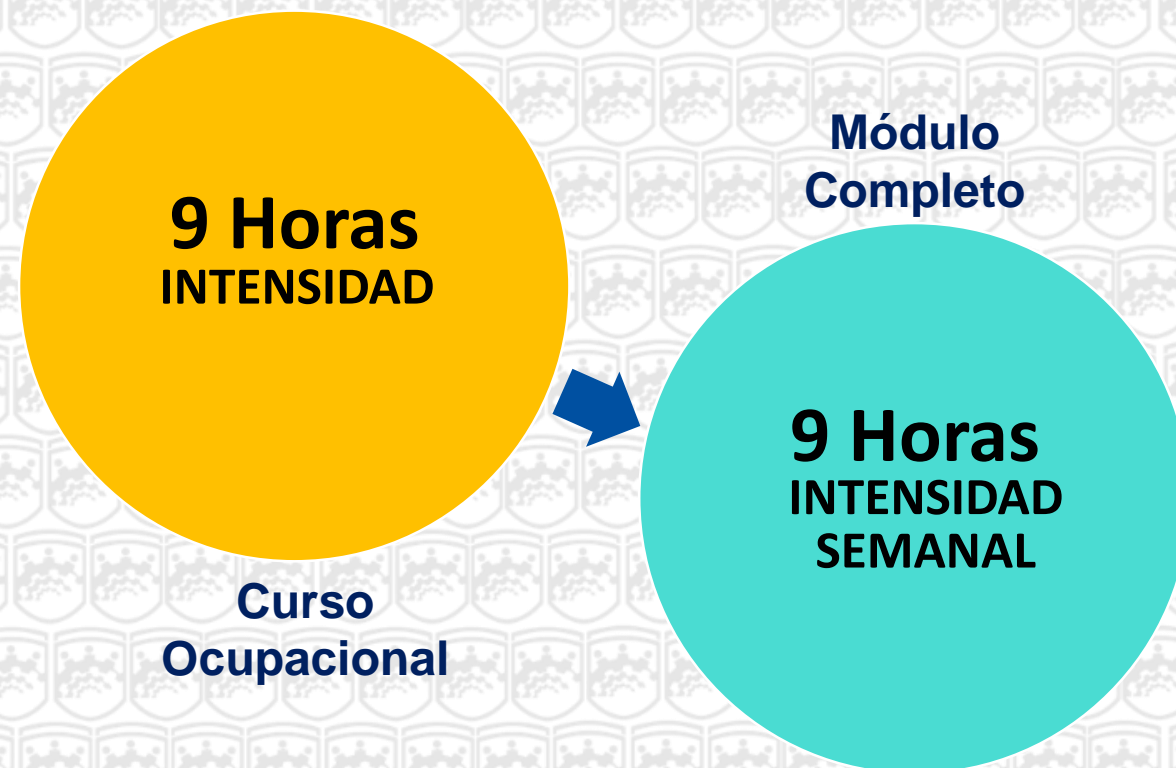 9 Horas
INTENSIDAD
Curso
Ocupacional
Módulo
Completo
9 Horas
INTENSIDAD
SEMANAL